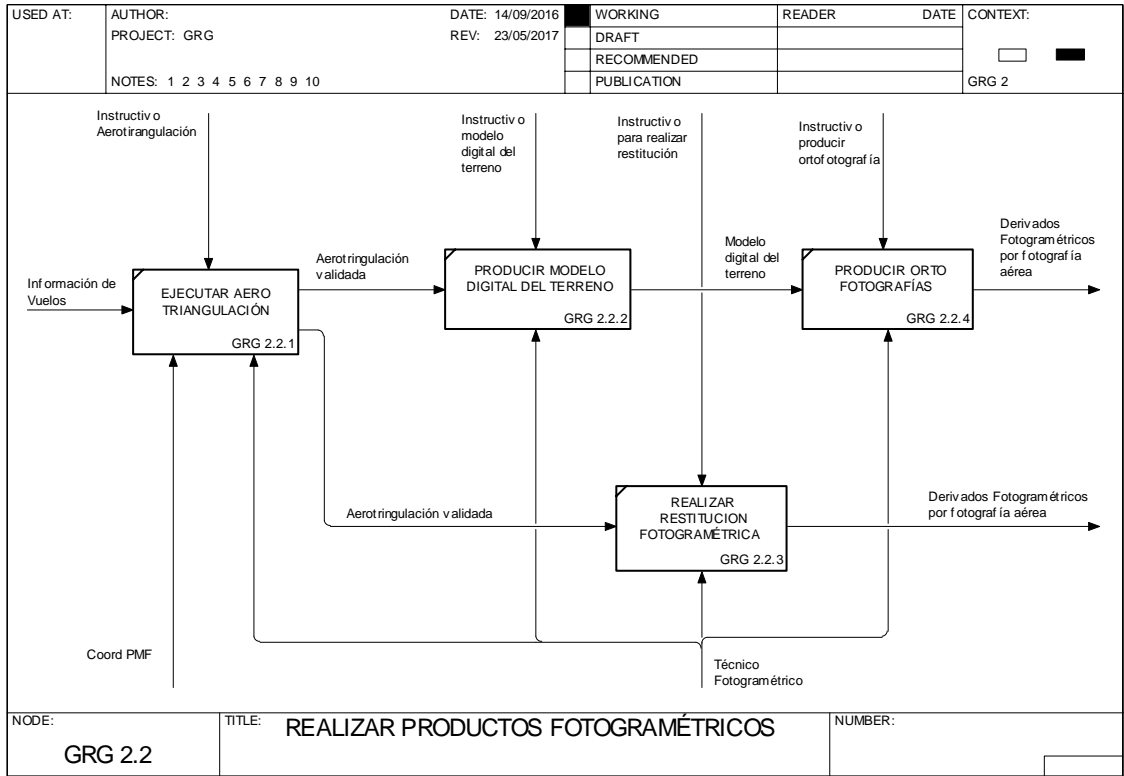 USED AT:
AUTHOR:
DATE: 14/09/2016
PROJECT: GRG
REV: 23/05/2017
NOTES: 1 2 3 4 5 6 7 8 9 10
WORKING
DRAFT
RECOMMENDED
PUBLICATION
READER DATE
CONTEXT:
GRG 2
Instructivo
Aerotirangulación
Instructivo
modelo
digital del
terreno
Instructivo
para realizar
restitución
Instructivo
producir
ortofotografía
Información de
Vuelos
EJECUTAR AERO
TRIANGULACIÓN
GRG 2.2.1
Aerotringulación
validada
PRODUCIR MODELO
DIGITAL DEL TERRENO
GRG 2.2.2
Modelo
digital del
terreno
PRODUCIR ORTO
FOTOGRAFÍAS
GRG 2.2.4
Derivados
Fotogramétricos
por fotografía
aérea
Aerotringulación validada
REALIZAR
RESTITUCION
FOTOGRAMÉTRICA
GRG 2.2.3
Derivados Fotogramétricos
por fotografía aérea
Coord PMF
Técnico
Fotogramétrico
NODE:
GRG 2.2
TITLE:
REALIZAR PRODUCTOS FOTOGRAMÉTRICOS
NUMBER: